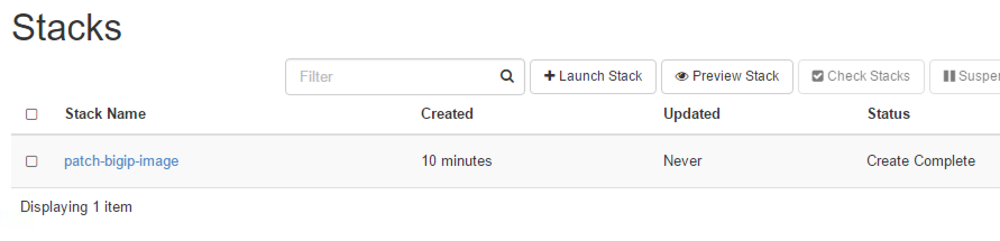 Stacks
Filter Launch Stack Preview Stack Check Stacks Suspen
Stack Name Created Updated Status
patch-bigip-image 10 minutes Never Create Complete
Displaying 1 item